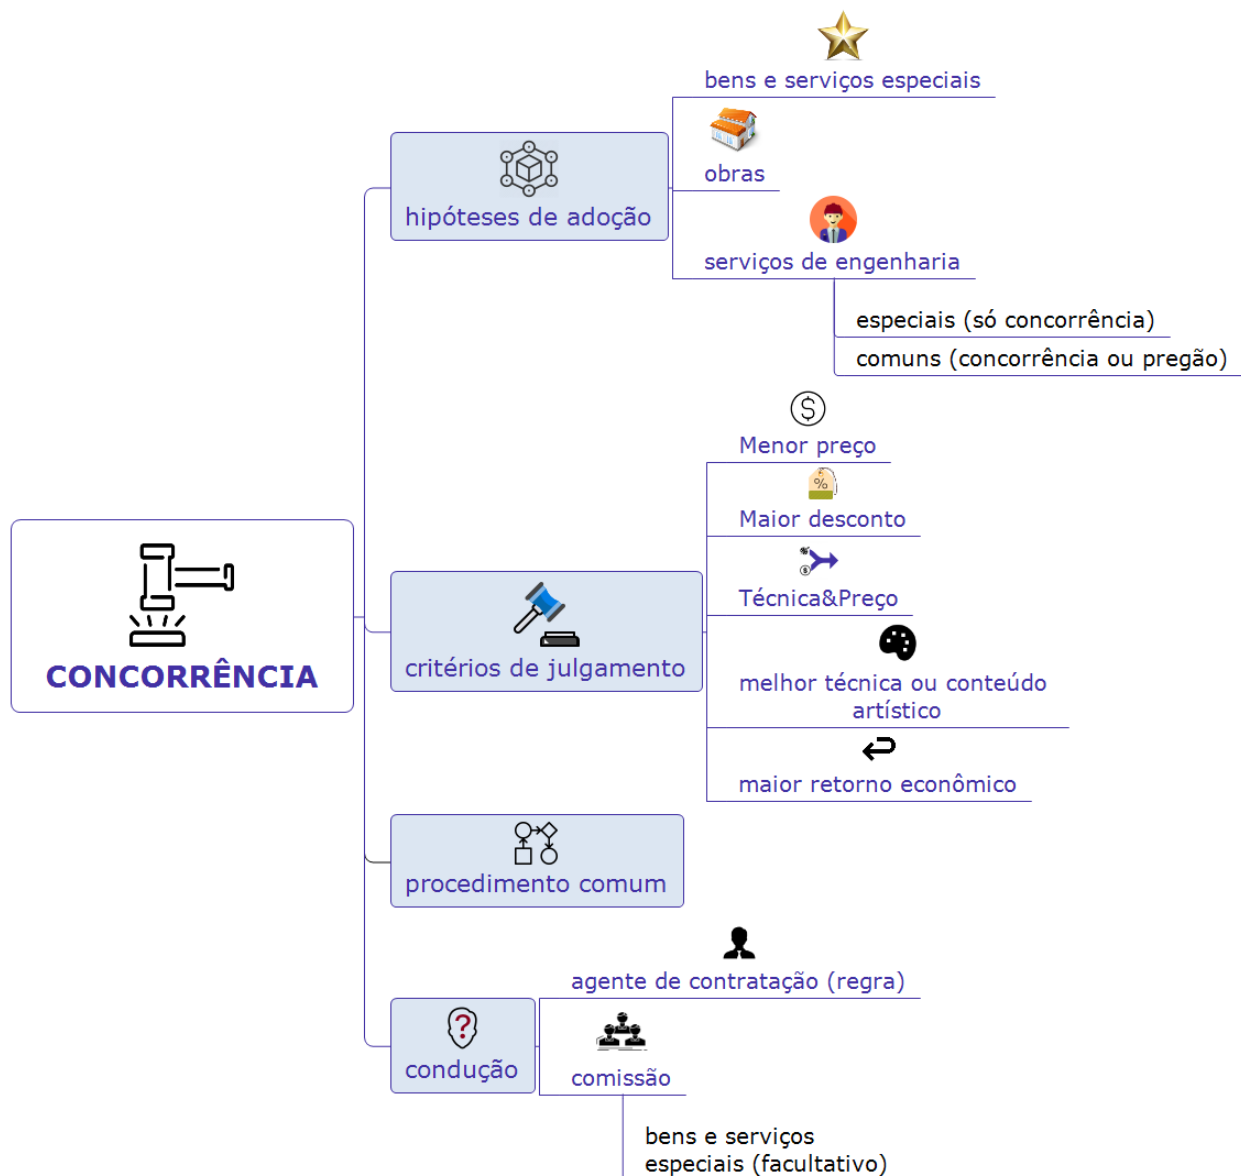 bens e serviços especiais
obras
hipóteses de adoção
serviços de engenharia
especiais (só concorrência)
comuns (concorrência ou pregão)
$
Menor preço
%
Maior desconto
$
Técnica&Preço
CONCORRÊNCIA
critérios de julgamento
melhor técnica ou conteúdo
artístico
maior retorno econômico
procedimento comum
agente de contratação (regra)
?
condução
comissão
bens e serviços
especiais (facultativo)